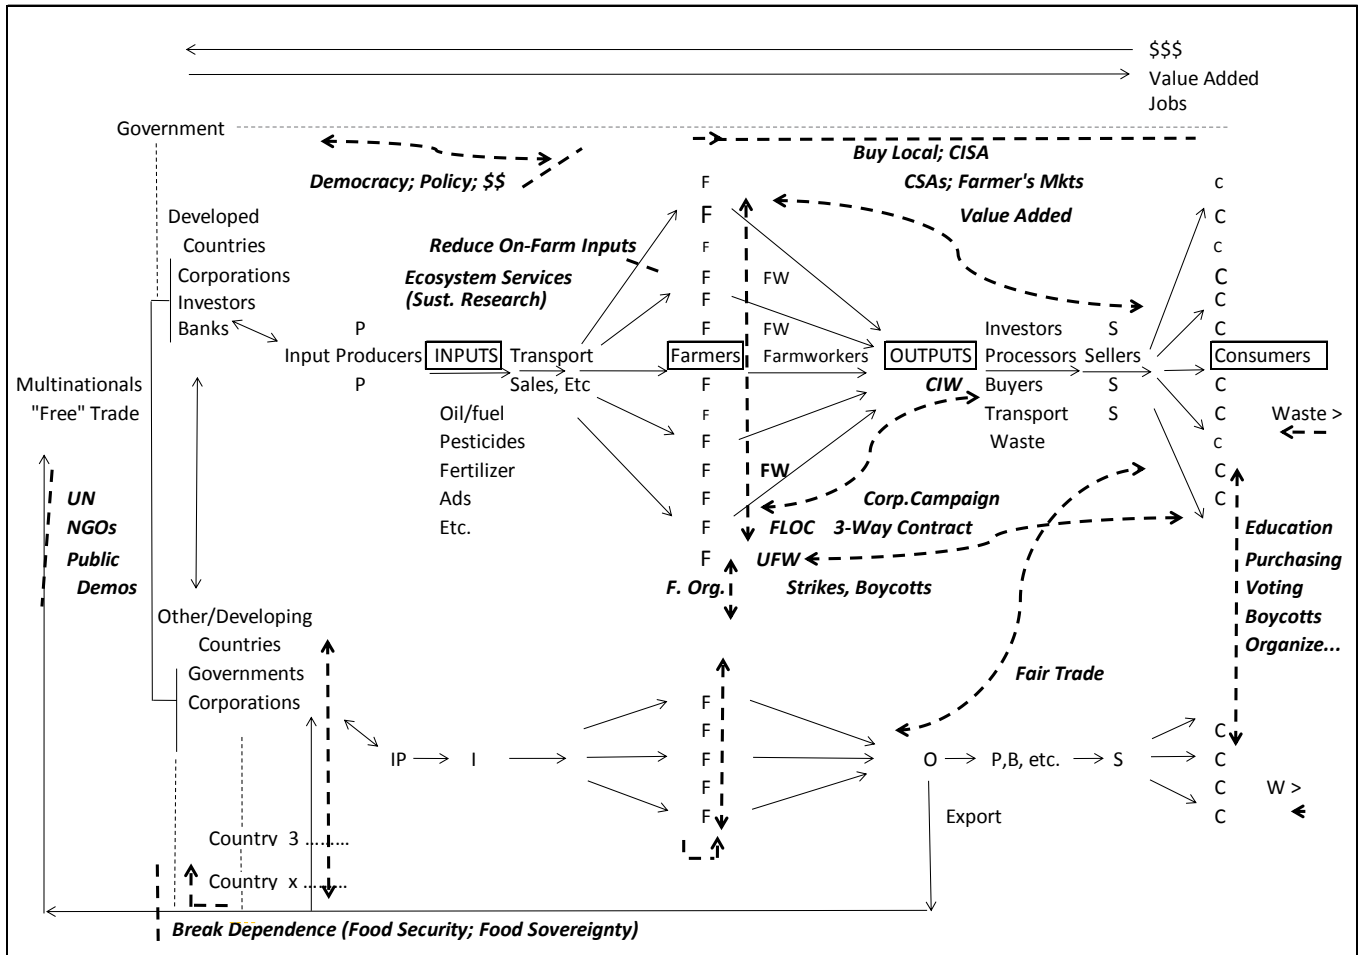 $$$
Value Added
Jobs
Government
Buy Local; CISA
Democracy; Policy; $$
F
CSAs; Farmer's Mkts
c
Developed
F
Value Added
C
Countries
Reduce On-Farm Inputs
F
c
Corporations
Ecosystem Services
F
FW
C
Investors
(Sust. Research)
F
C
Banks
P
F
FW
Investors
S
C
Input Producers
INPUTS
Transport
Farmers
Farmworkers
OUTPUTS
Processors
Sellers
Consumers
Multinationals
P
Sales, Etc
F
CIW
Buyers
S
C
"Free" Trade
Oil/fuel
F
Transport
S
C
Waste >
Pesticides
F
Waste
c
Fertilizer
F
FW
C
UN
Ads
F
Corp.Campaign
C
NGOs
Etc.
F
FLOC
3-Way Contract
Education
Public
F
UFW
Purchasing
Demos
F. Org.
Strikes, Boycotts
Voting
Other/Developing
Boycotts
Countries
Organize...
Governments
Fair Trade
Corporations
F
F
C
IP
I
F
O
P,B, etc.
S
C
F
C
W >
F
Export
C
Country 3 .........
Country x .........
Break Dependence (Food Security; Food Sovereignty)